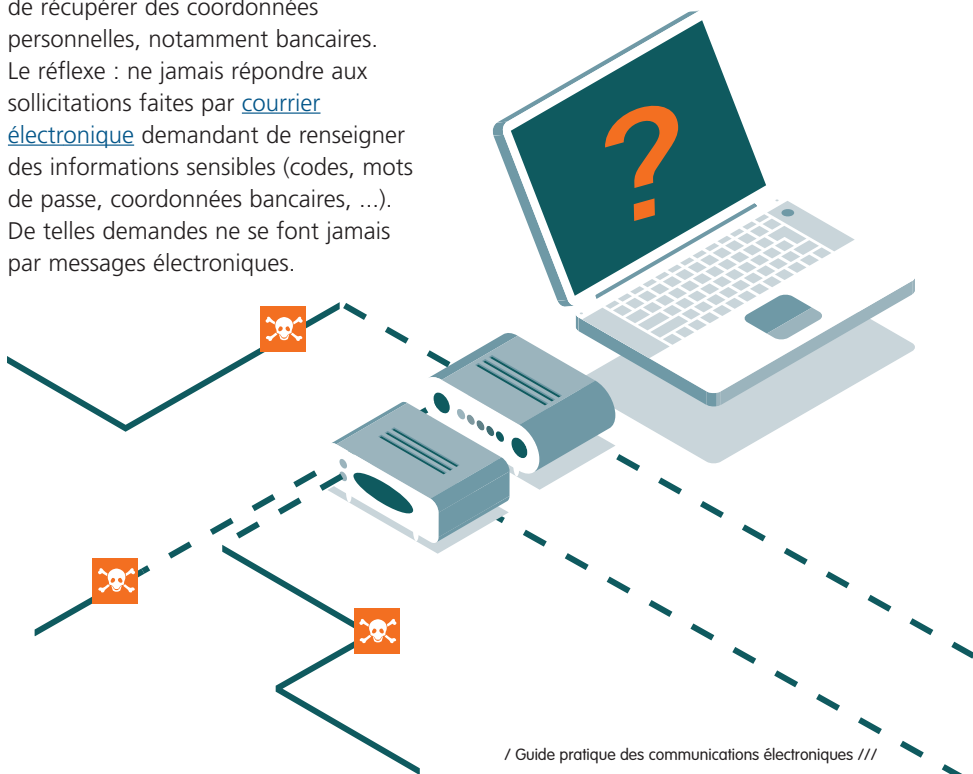 de récupérer des coordonnées
personnelles, notamment bancaires.
Le réflexe : ne jamais répondre aux
sollicitations faites par courrier
électronique demandant de renseigner
des informations sensibles (codes, mots
de passe, coordonnées bancaires, ...).
De telles demandes ne se font jamais
par messages électroniques.
?
/ Guide pratique des communications électroniques ///